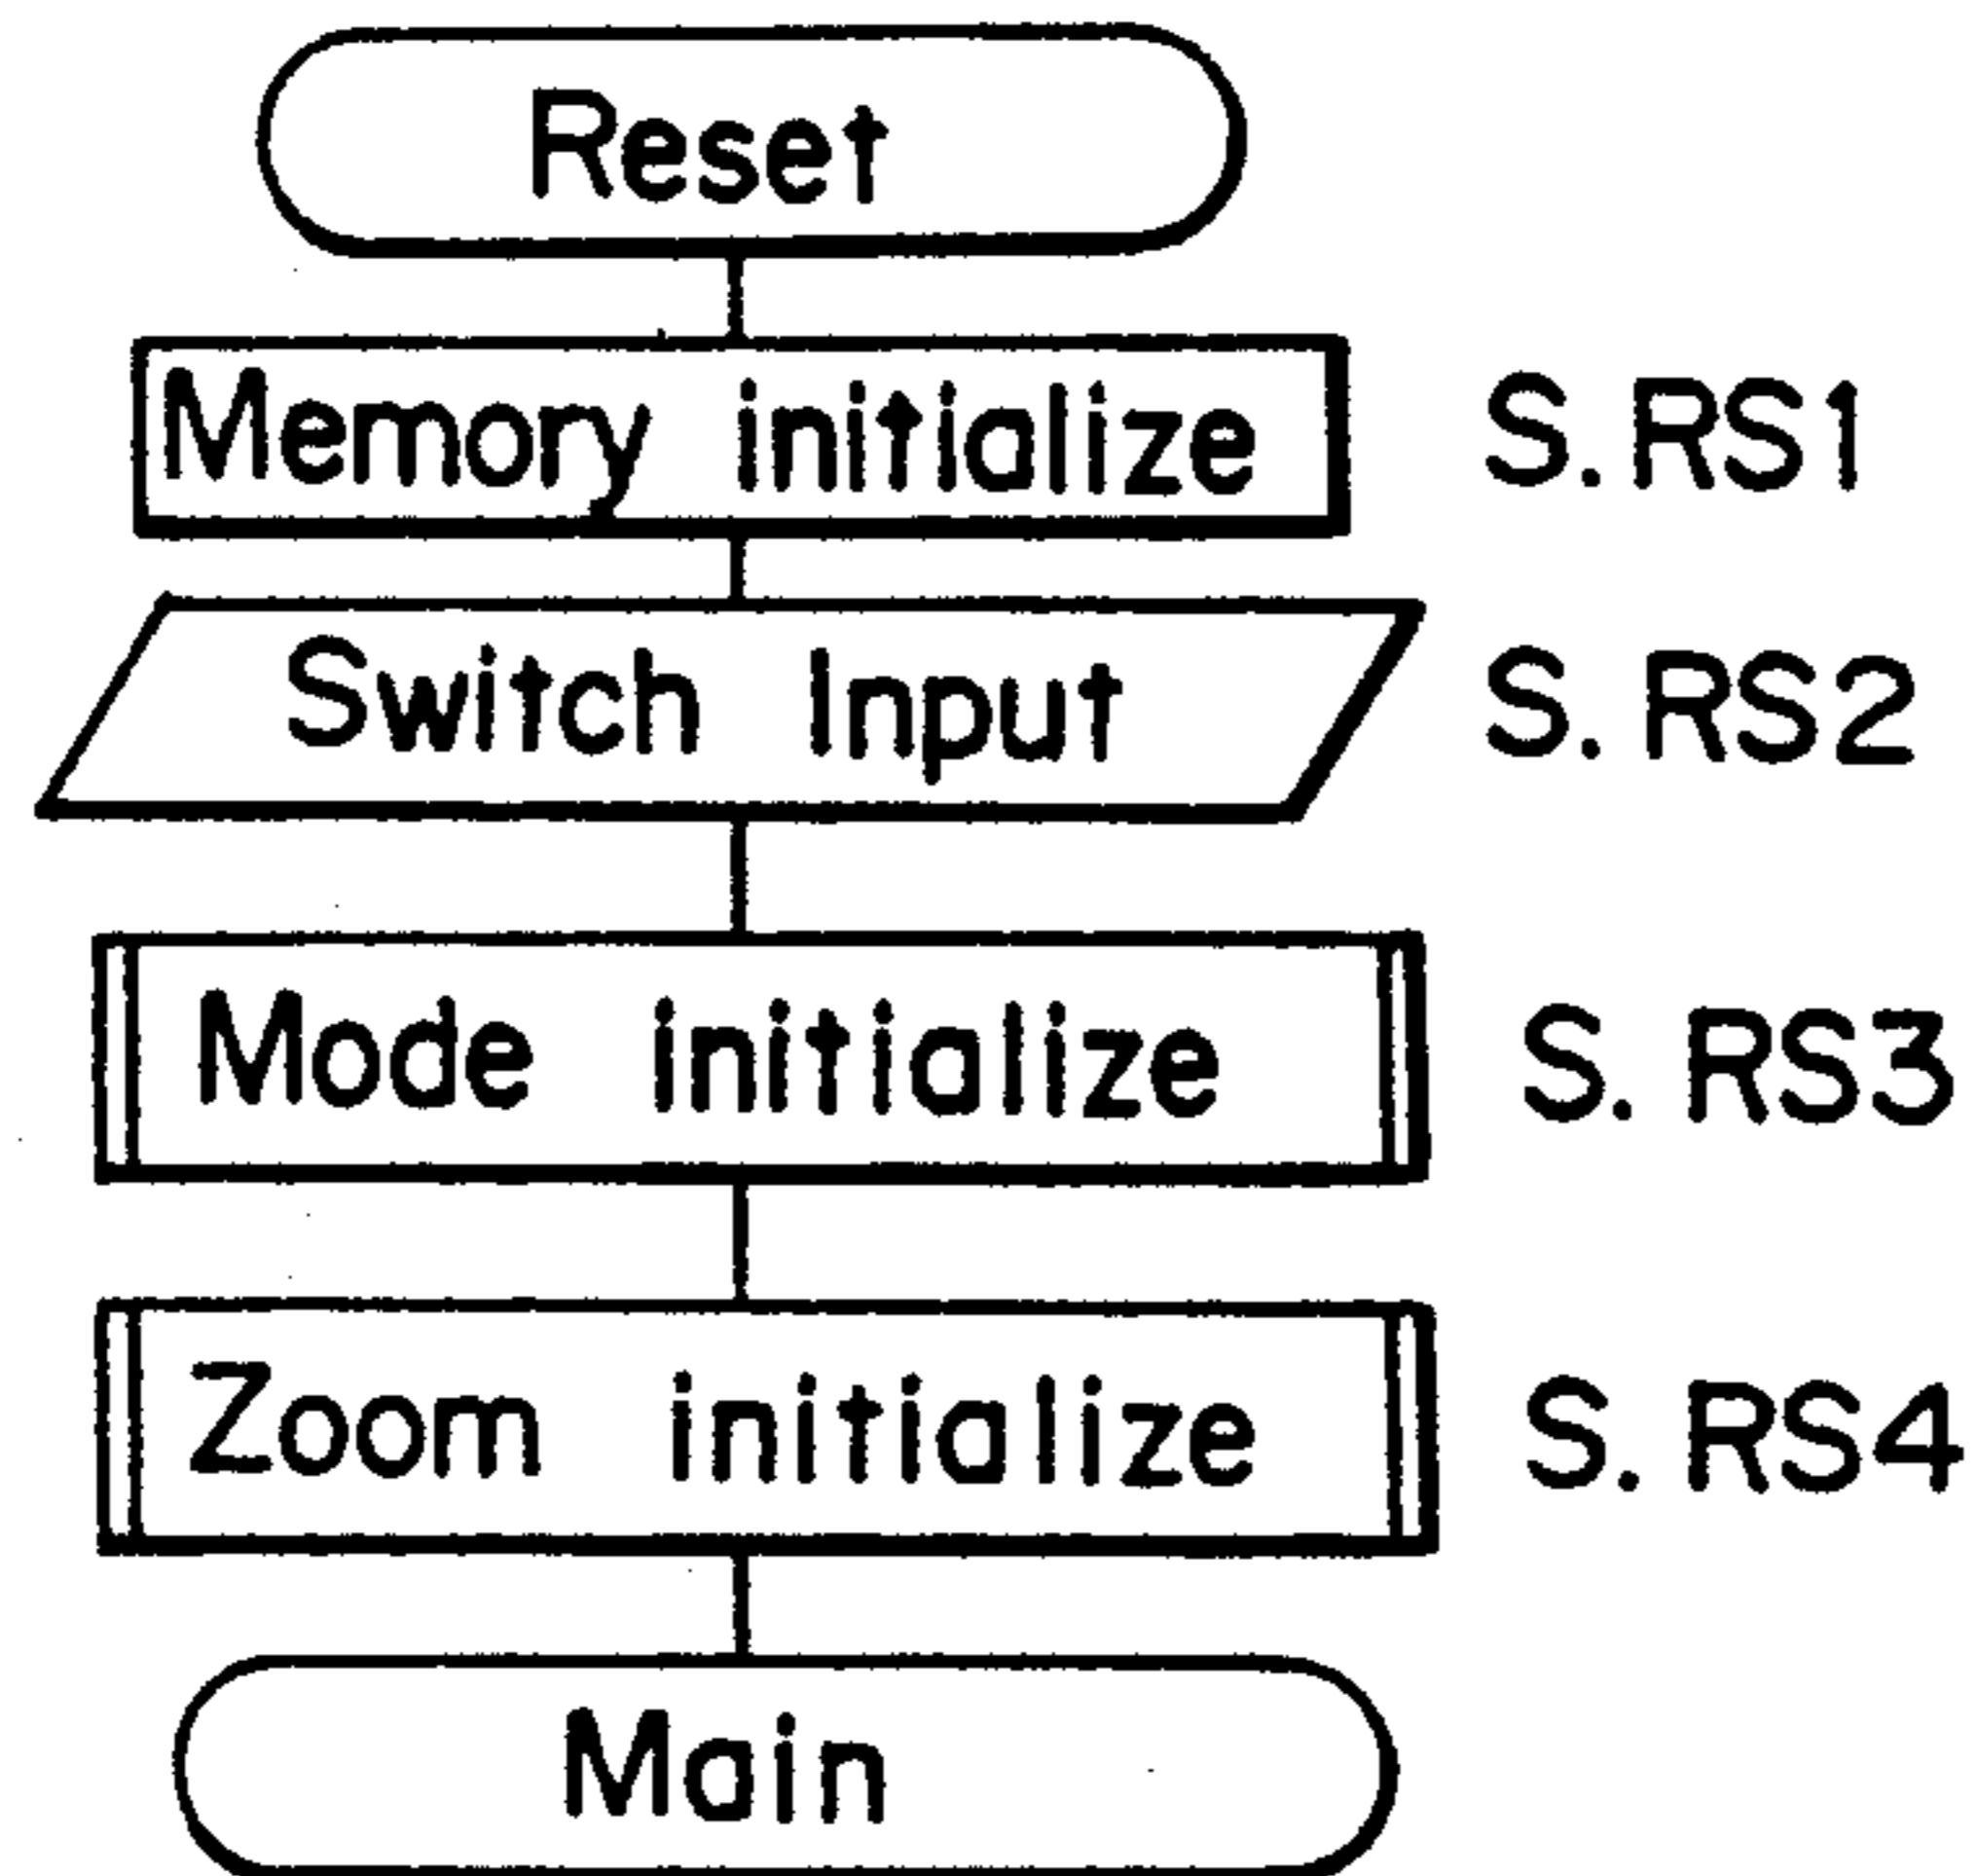 Reset
Memory initialize S.RS1
Switch Input S.RS2
Mode initialize S.RS3
Zoom initialize S.RS4
Main